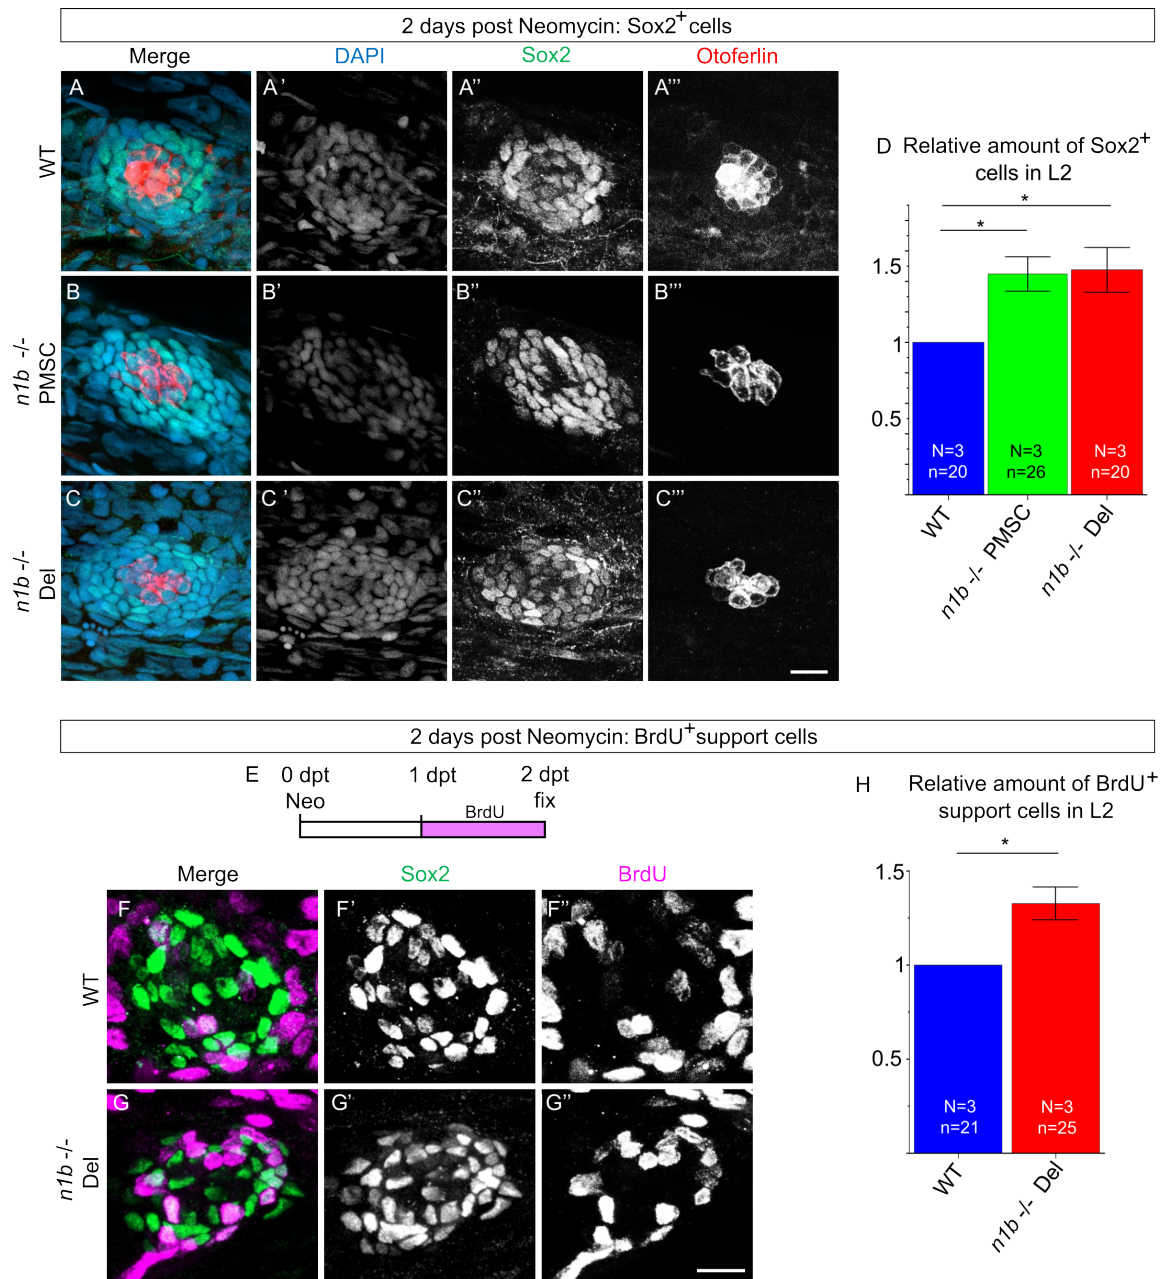 2 days post Neomycin: Sox2+ cells
Merge DAPI Sox2 Otoferlin
WT
A A' A'' A'''
n1b -/-
PMSC
B B' B'' B'''
n1b -/-
Del
C C' C'' C'''
D Relative amount of Sox2+
cells in L2
*
*
1.5
1
0.5
N=3 N=3 N=3
n=20 n=26 n=20
WT n1b -/- PMSC n1b -/- Del
2 days post Neomycin: BrdU+ support cells
E 0 dpt 1 dpt 2 dpt
Neo fix
BrdU
Merge Sox2 BrdU
WT
F F' F''
n1b -/-
Del
G G' G''
H Relative amount of BrdU+
support cells in L2
*
1.5
1
0.5
N=3 N=3
n=21 n=25
WT n1b -/- Del